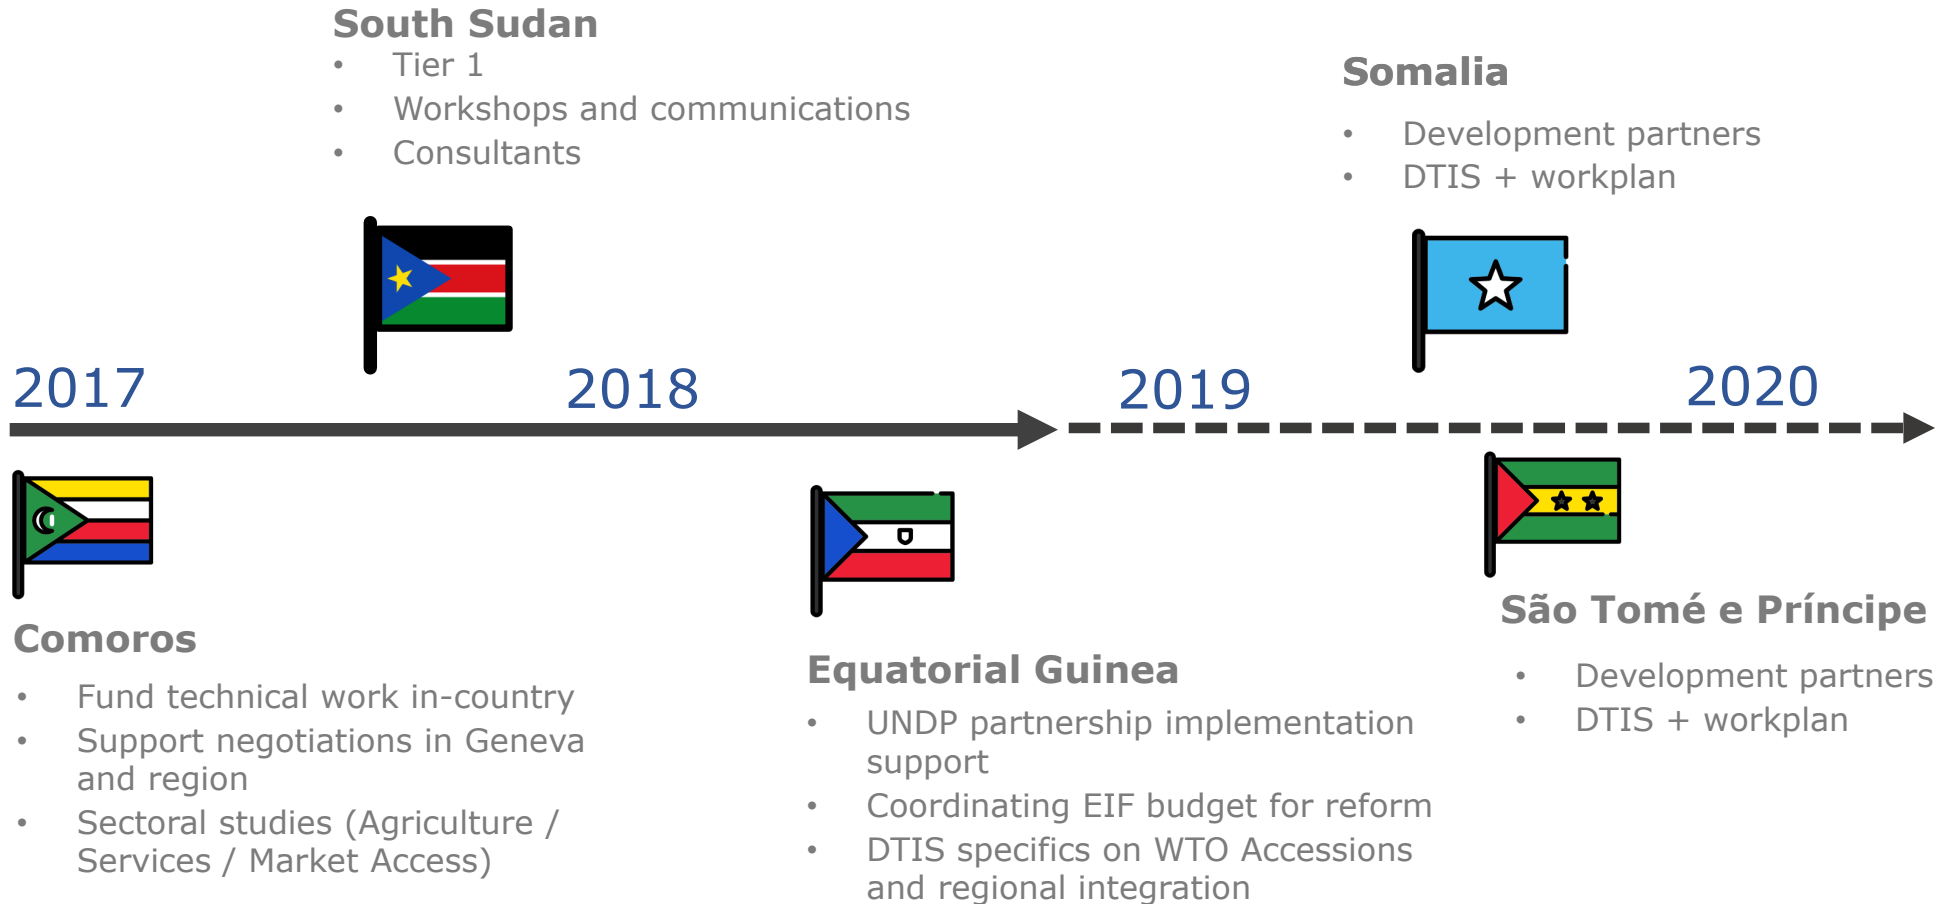 South Sudan
• Tier 1
• Workshops and communications
• Consultants
Somalia
• Development partners
• DTIS + workplan
2017
2018
2019
2020
Comoros
• Fund technical work in-country
• Support negotiations in Geneva
and region
• Sectoral studies (Agriculture /
Services / Market Access)
Equatorial Guinea
• UNDP partnership implementation
support
• Coordinating EIF budget for reform
• DTIS specifics on WTO Accessions
and regional integration
São Tomé e Príncipe
• Development partners
• DTIS + workplan